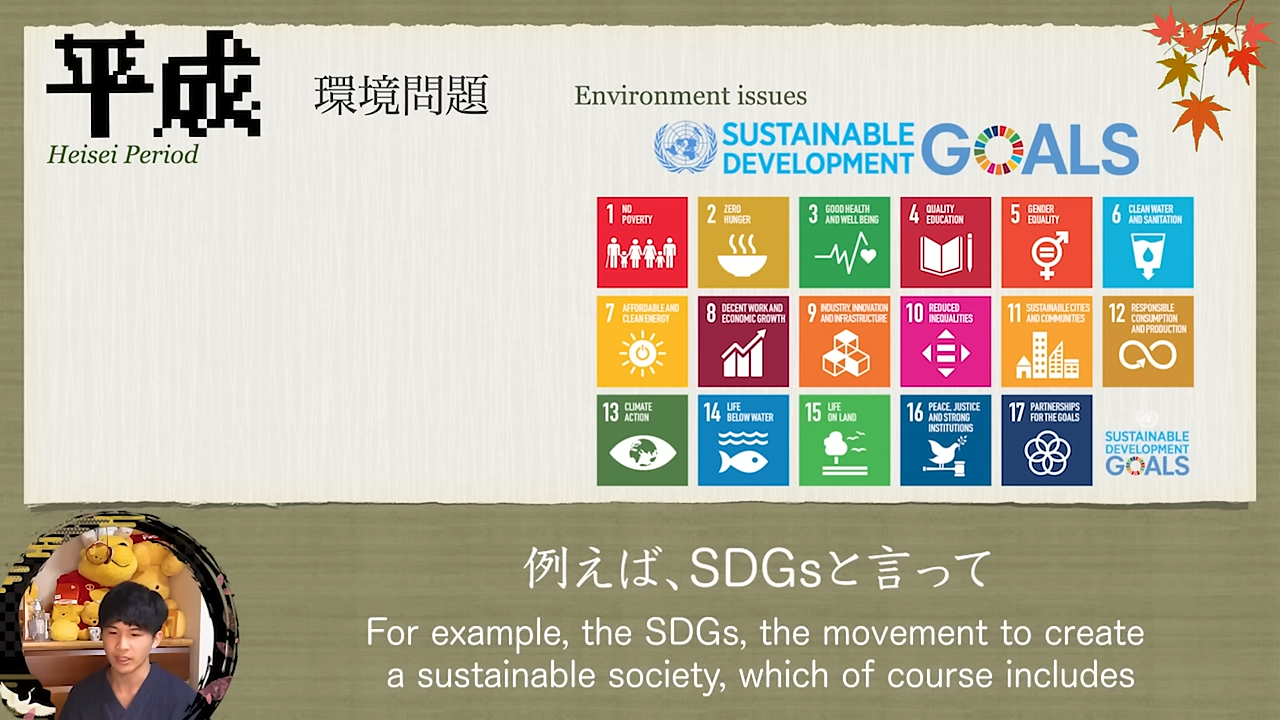 平成
Heisei Period
環境問題
Environment issues
SUSTAINABLE
DEVELOPMENT
GOALS
1 NO
POVERTY
2 ZERO
HUNGER
3 GOOD HEALTH
AND WELL BEING
4 QUALITY
EDUCATION
5 GENDER
EQUALITY
6 CLEAN WATER
AND SANITATION
7 AFFORDABLE AND
CLEAN ENERGY
8 DECENT WORK AND
ECONOMIC GROWTH
9 INDUSTRY, INNOVATION
AND INFRASTRUCTURE
10 REDUCED
INEQUALITIES
11 SUSTAINABLE CITIES
AND COMMUNITIES
12 RESPONSIBLE
CONSUMPTION
AND PRODUCTION
13 CLIMATE
ACTION
14 LIFE
BELOW WATER
15 LIFE
ON LAND
16 PEACE, JUSTICE
AND STRONG
INSTITUTIONS
17 PARTNERSHIPS
FOR THE GOALS
SUSTAINABLE
DEVELOPMENT
GOALS
例えば、SDGsと言って
For example, the SDGs, the movement to create
a sustainable society, which of course includes